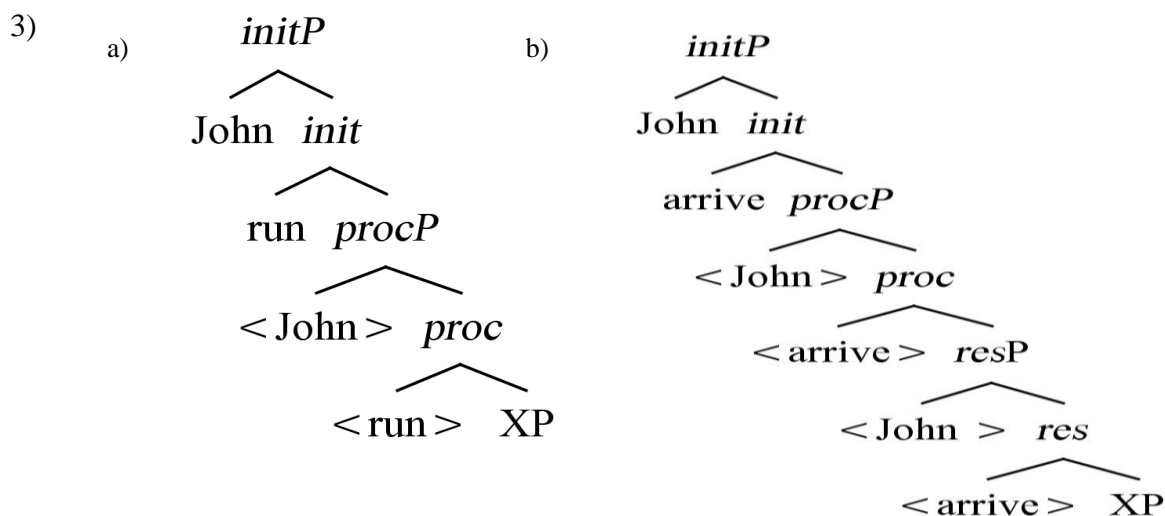 3)
a)
initP
John init
run procP
< John > proc
< run > XP
b)
initP
John init
arrive procP
< John > proc
< arrive > resP
< John > res
< arrive > XP